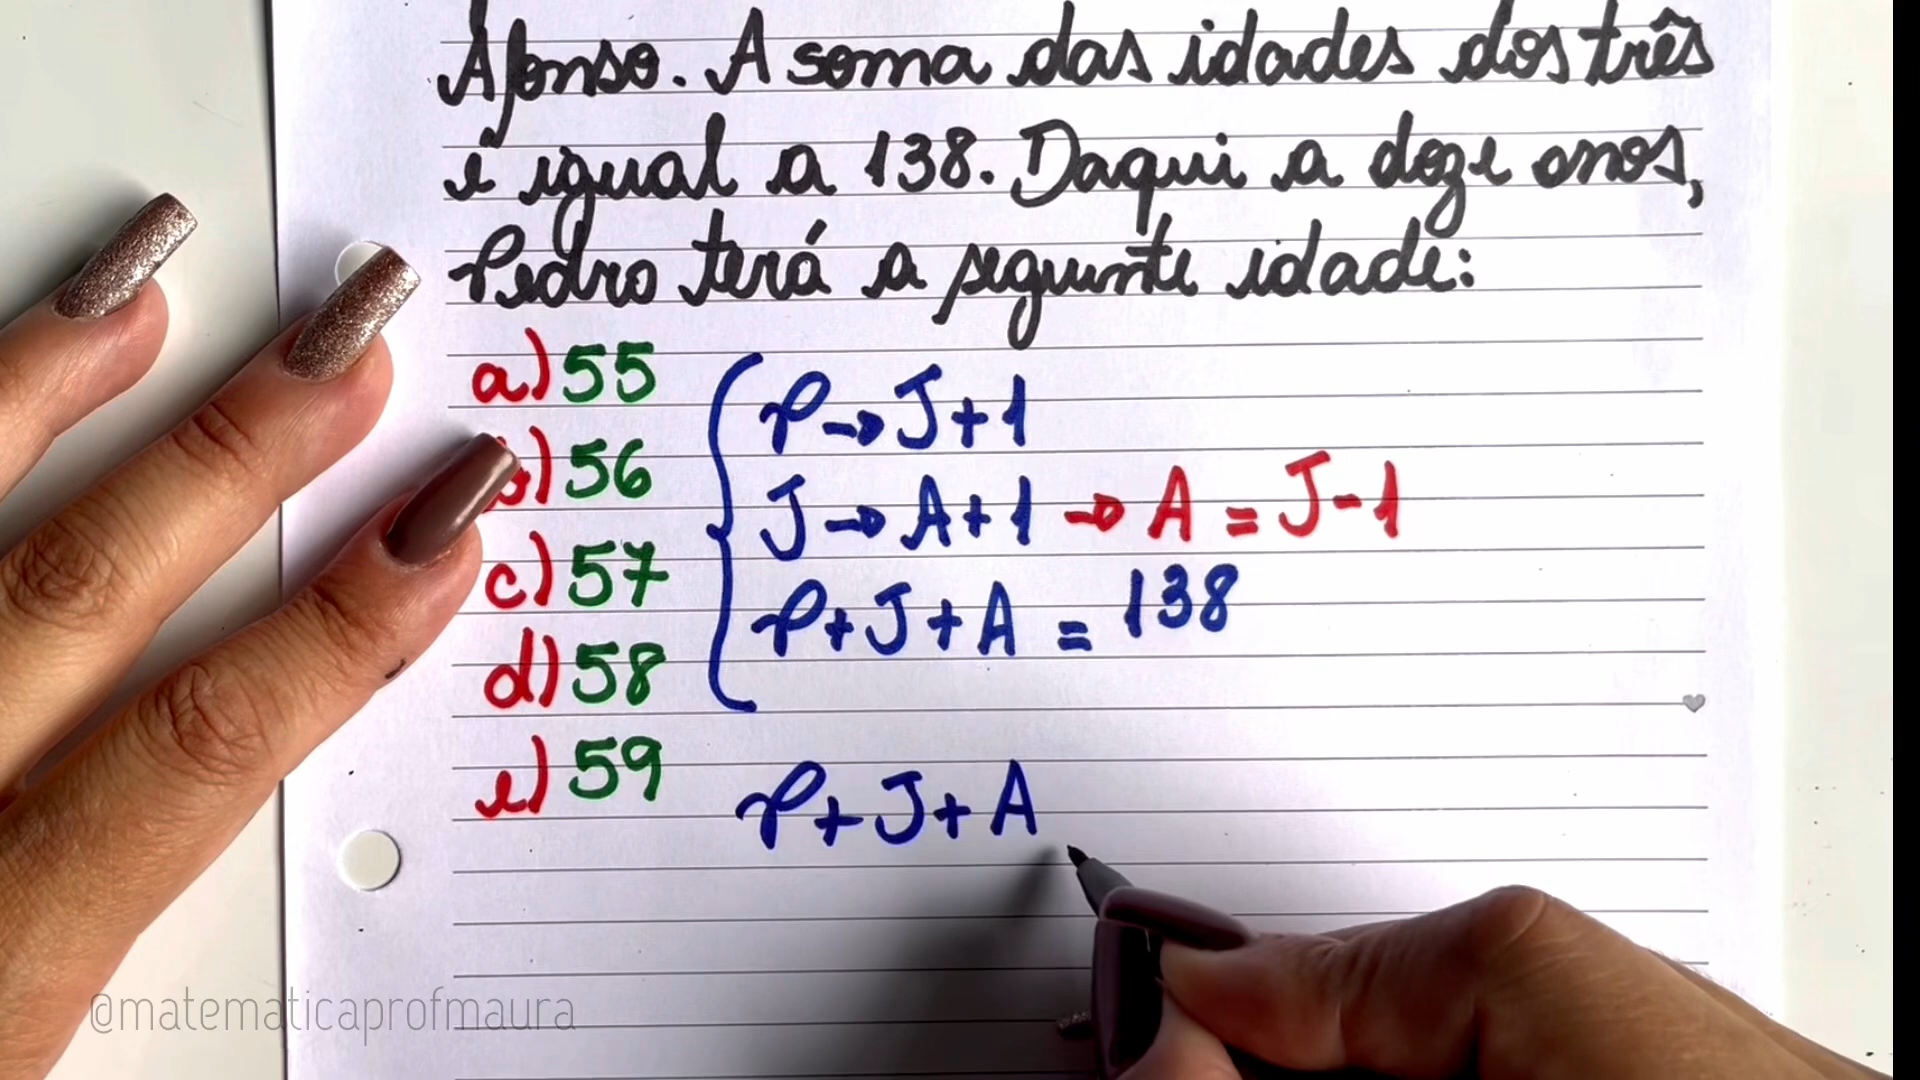 Afonso. A soma das idades dos três
é igual a 138. Daqui a doze anos,
Pedro terá a seguinte idade:
a) 55
b) 56
c) 57
d) 58
e) 59
P → J + 1
J → A + 1 → A = J - 1
P + J + A = 138
P + J + A
@matematicaprofmaura